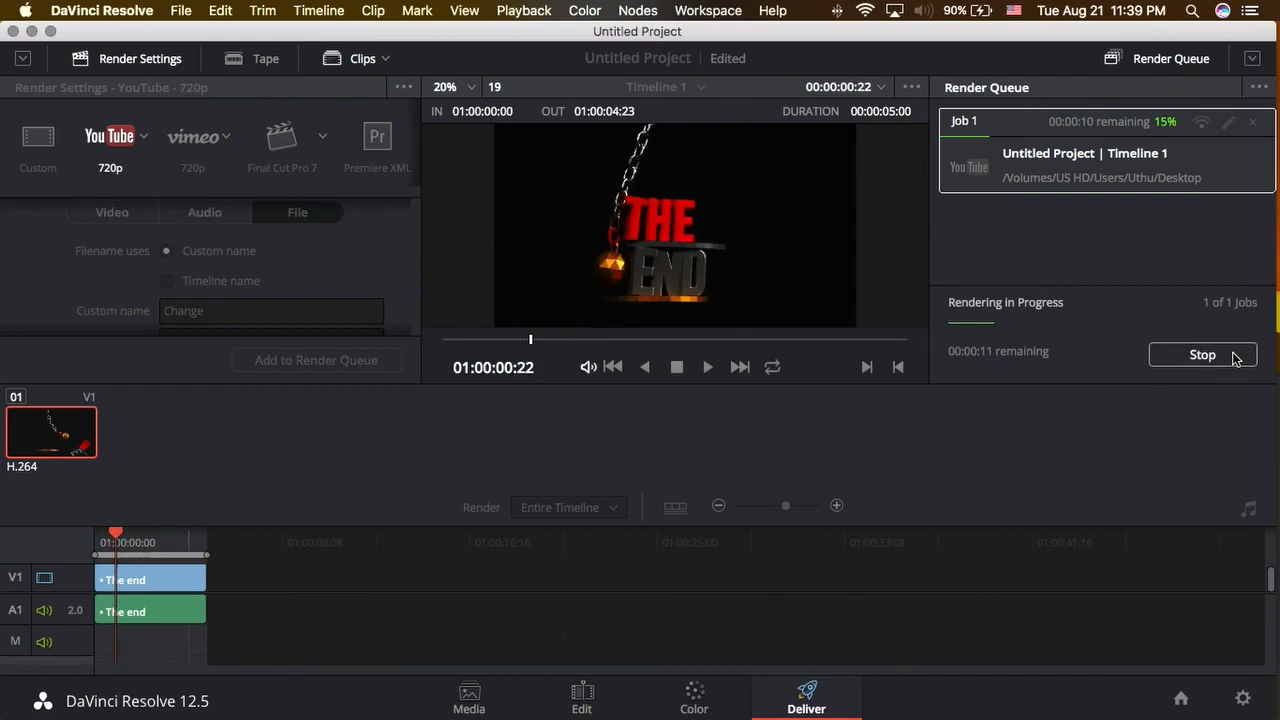 DaVinci Resolve File Edit Trim Timeline Clip Mark View Playback Color Nodes Workspace Help 90% Tue Aug 21 11:39 PM
Untitled Project
Render Settings Tape Clips Untitled Project Edited Render Queue
Render Settings - YouTube - 720p
20% 19 Timeline 1 00:00:00:22
Render Queue
IN 01:00:00:00 OUT 01:00:04:23 DURATION 00:00:05:00
Job 1 00:00:10 remaining 15%
Untitled Project | Timeline 1
YouTube /Volumes/US HD/Users/Uthu/Desktop
YouTube vimeo Pr
Custom 720p 720p Final Cut Pro 7 Premiere XML
THE
END
Video Audio File
Filename uses Custom name
Timeline name
Custom name Change
Add to Render Queue
01:00:00:22
Rendering in Progress 1 of 1 Jobs
00:00:11 remaining Stop
01 V1
H.264
Render Entire Timeline
01:00:00:00 01:00:08:08 01:00:16:16 01:00:25:00 01:00:33:08 01:00:41:16
V1 • The end
A1 2.0 • The end
M
DaVinci Resolve 12.5 Media Edit Color Deliver